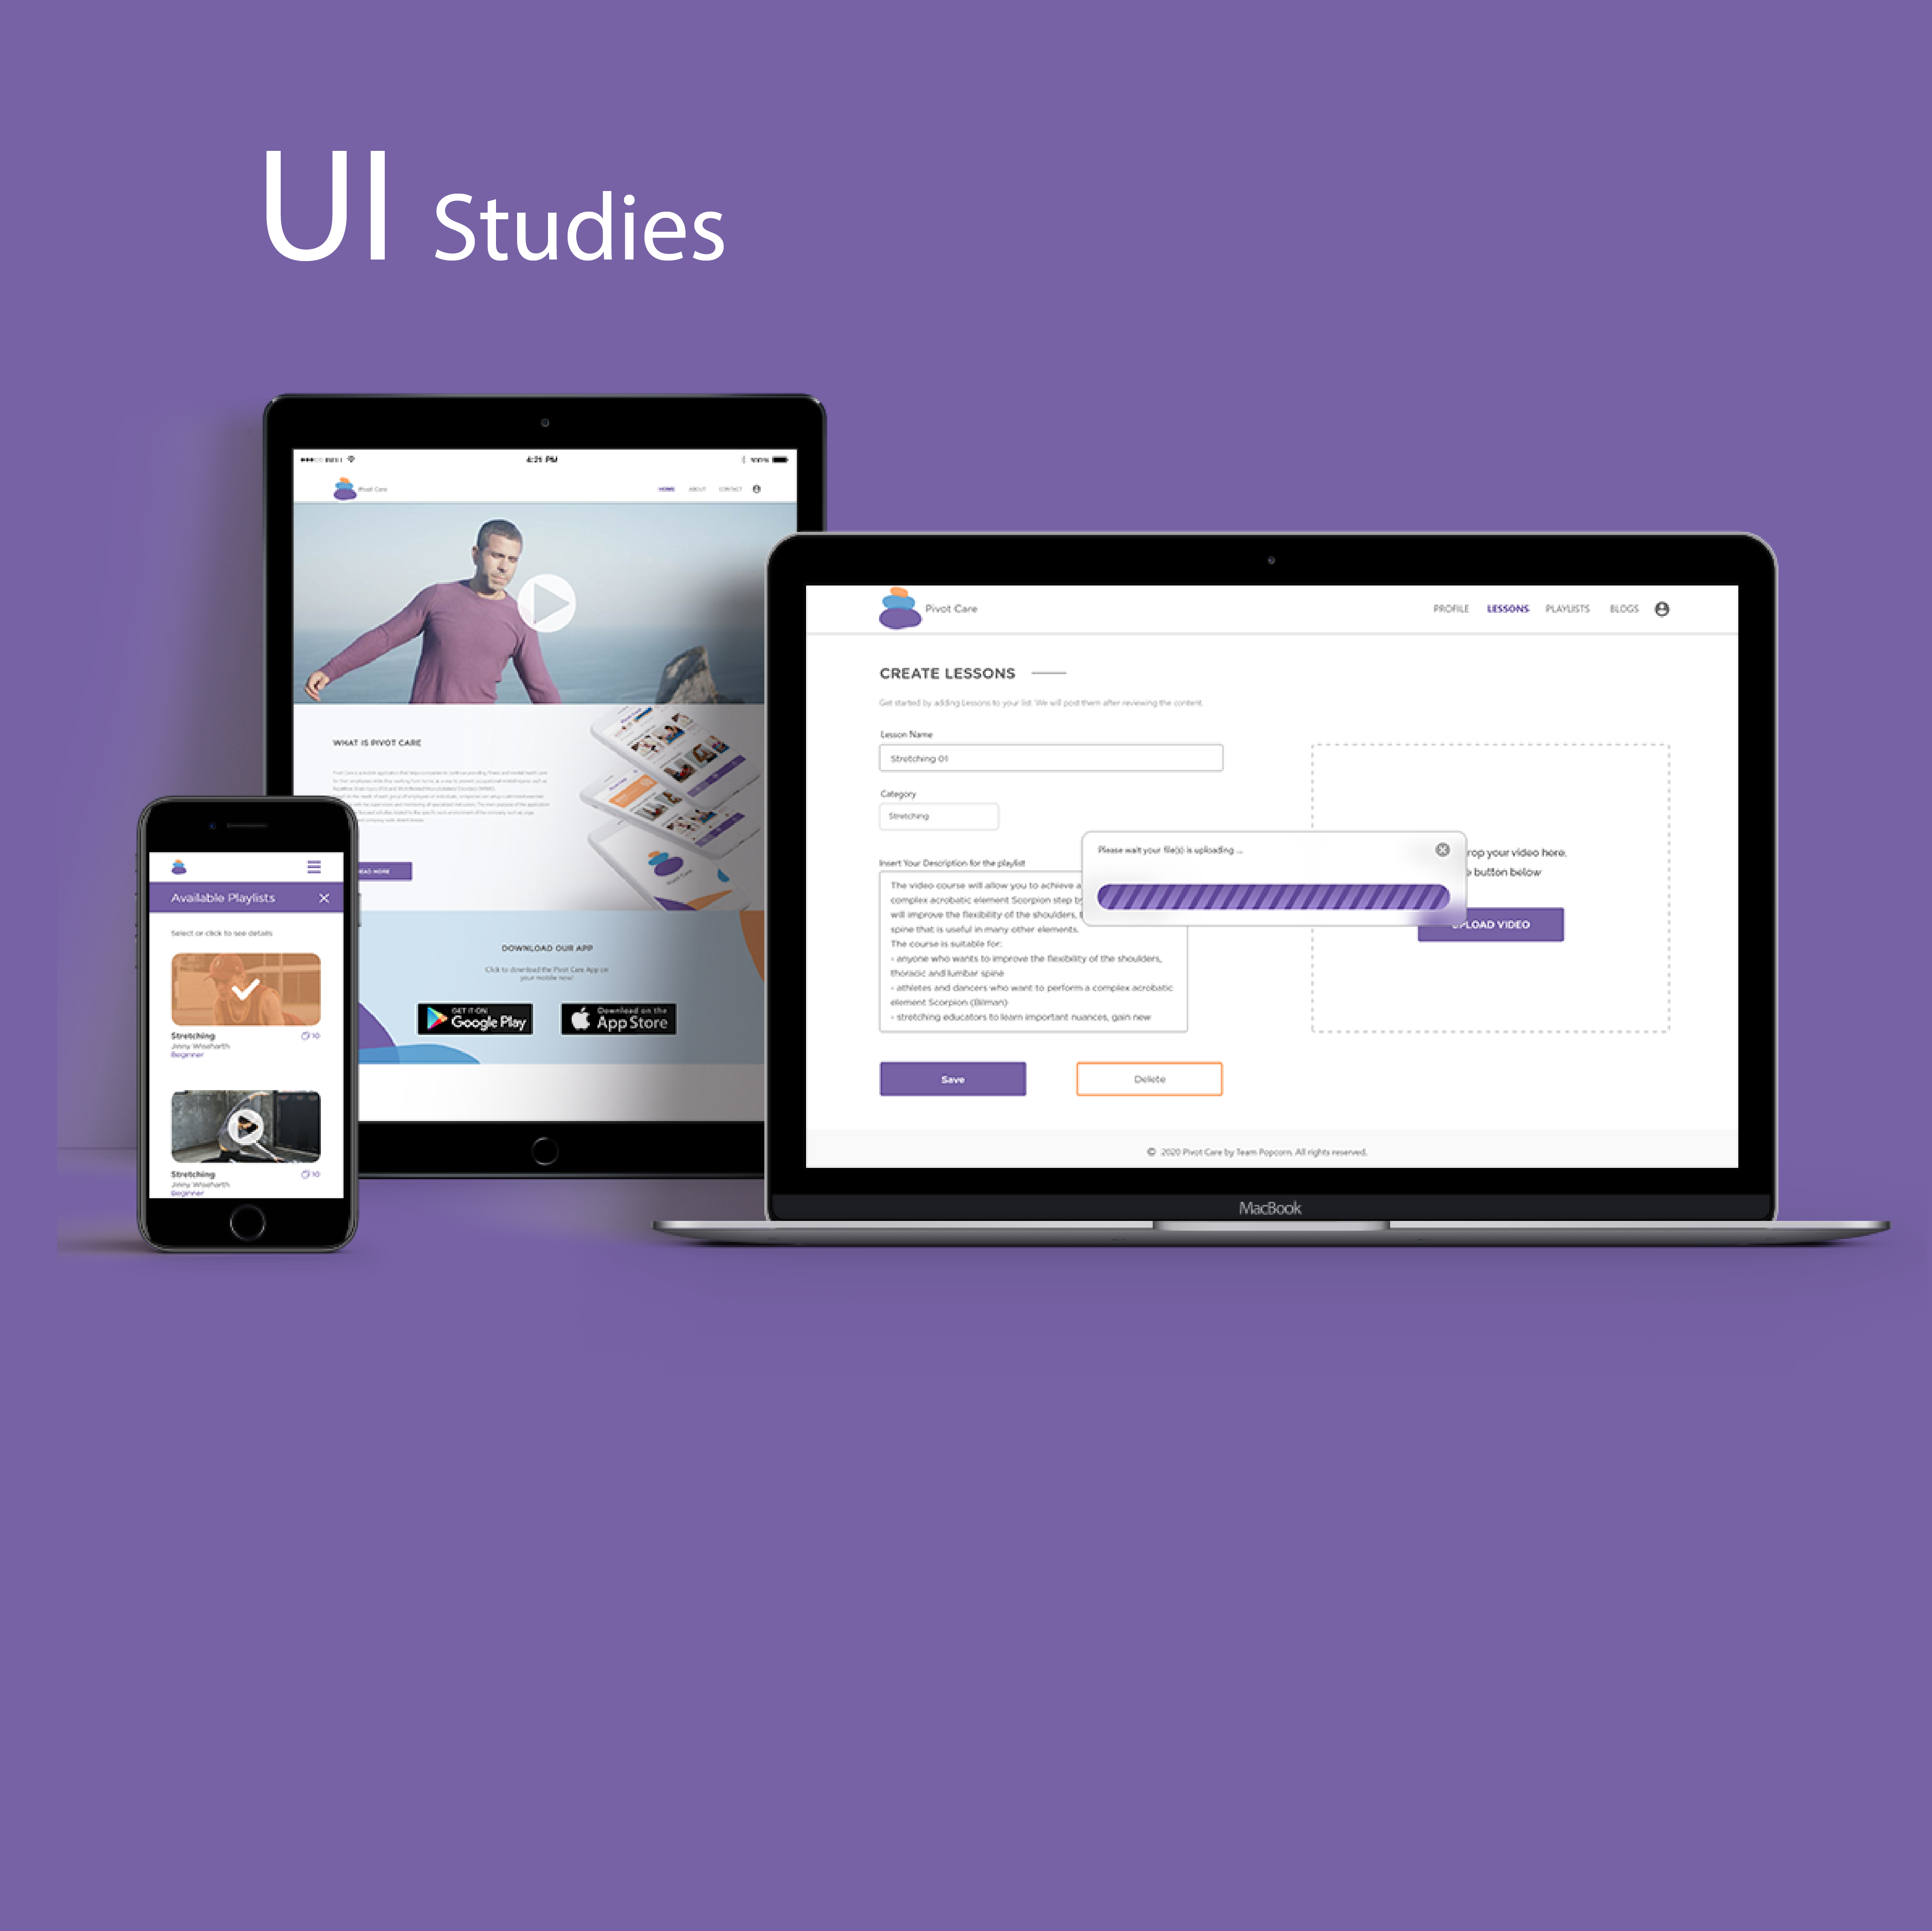 UI Studies
4:21 PM
100%
Pivot Care
HOME ABOUT CONTACT
WHAT IS PIVOT CARE
READ MORE
DOWNLOAD OUR APP
Click to download the Pivot Care App on
your mobile now!
GET IT ON
Google Play
Download on the
App Store
Available Playlists
Select or click to see details
Stretching
10
Jinny Wiseharth
Beginner
Stretching
10
Jinny Wiseharth
Beginner
Pivot Care
PROFILE LESSONS PLAYLISTS BLOGS
CREATE LESSONS
Get started by adding Lessons to your list. We will post them after reviewing the content.
Lesson Name
Stretching 01
Category
Stretching
Insert Your Description for the playlist
The video course will allow you to achieve a
complex acrobatic element Scorpion step by
will improve the flexibility of the shoulders,
spine that is useful in many other elements.
The course is suitable for:
- anyone who wants to improve the flexibility of the shoulders,
thoracic and lumbar spine
- athletes and dancers who want to perform a complex acrobatic
element Scorpion (Bilman)
- stretching educators to learn important nuances, gain new
Please wait your file(s) is uploading ...
rop your video here,
button below
UPLOAD VIDEO
Save
Delete
© 2020 Pivot Care by Team Popcorn. All rights reserved.
MacBook